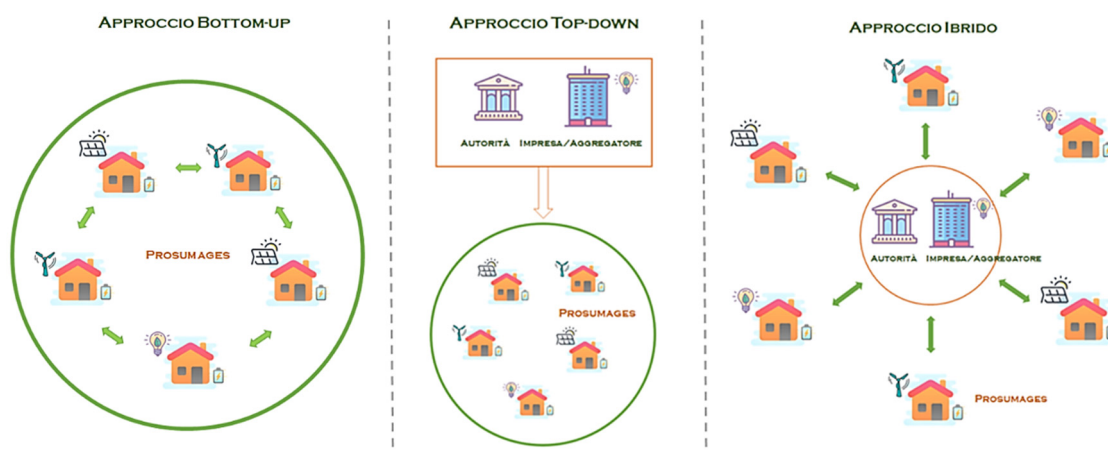 Approccio Bottom-up
Prosumages
Approccio Top-down
Autorità Impresa/Aggregatore
Prosumages
Approccio Ibrido
Autorità Impresa/Aggregatore
Prosumages